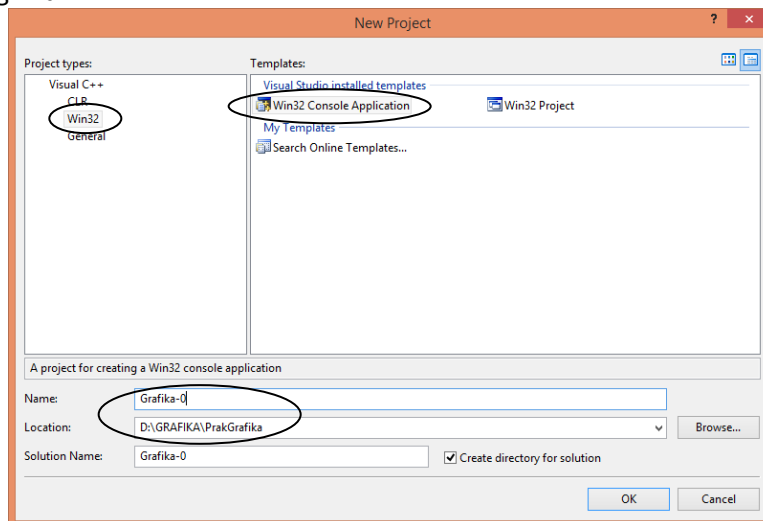 New Project
?
Project types:
Templates:
Visual C++
CLR
Win32
General
Visual Studio installed templates
Win32 Console Application
Win32 Project
My Templates
Search Online Templates...
A project for creating a Win32 console application
Name:
Grafika-0
Location:
D:\GRAFIKA\PrakGrafika
Browse...
Solution Name:
Grafika-0
Create directory for solution
OK
Cancel